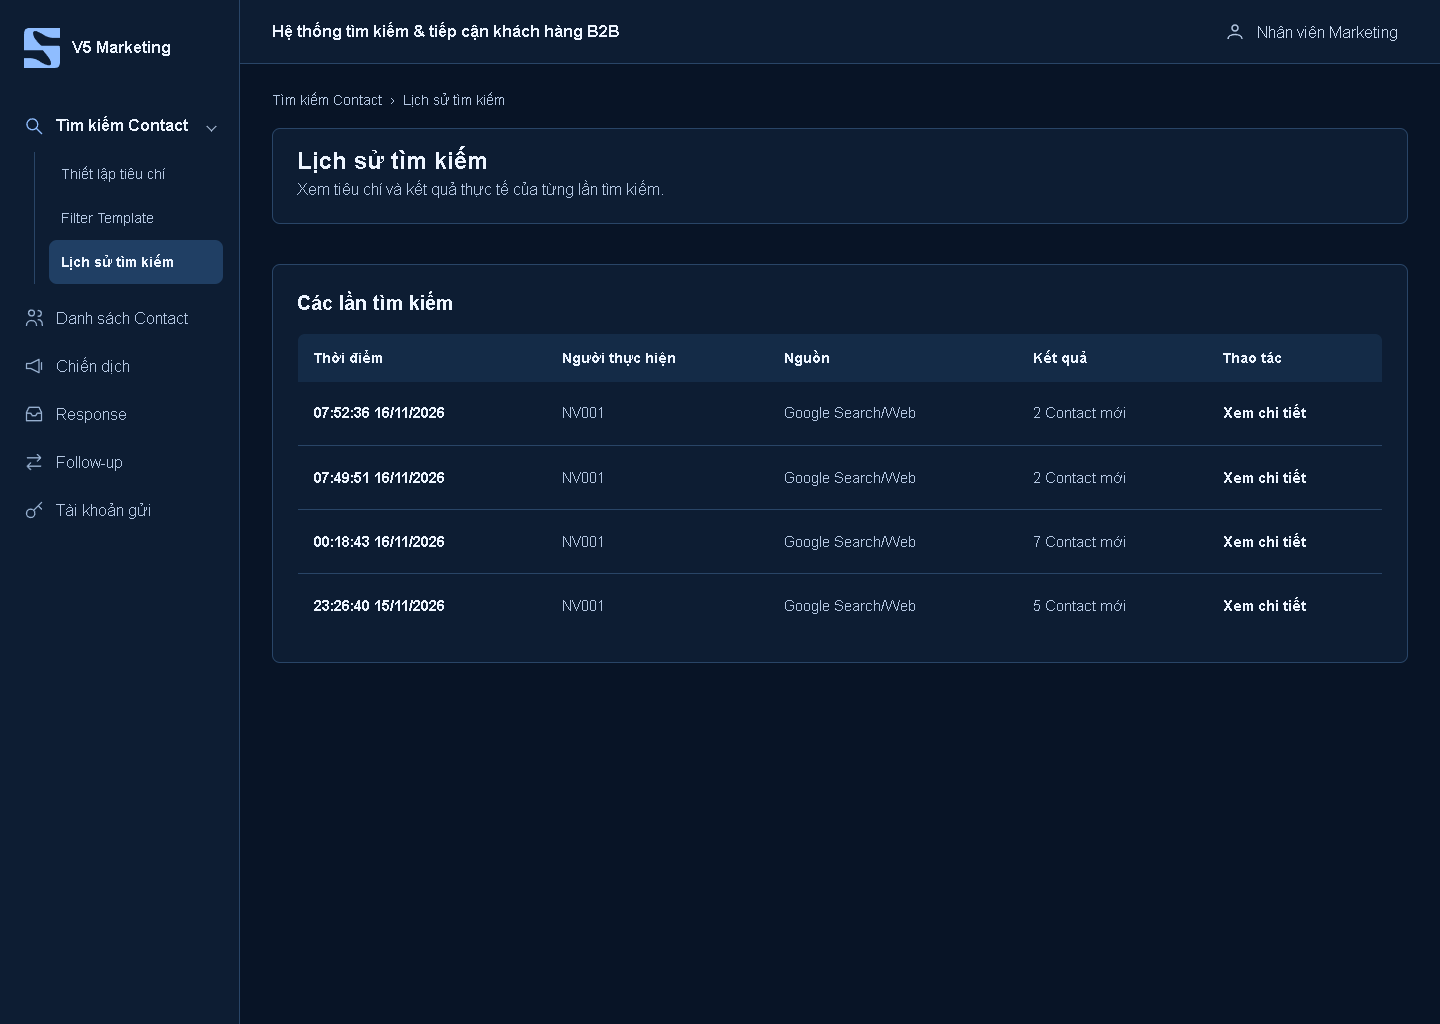 V5 Marketing
Tìm kiếm Contact
Thiết lập tiêu chí
Filter Template
Lịch sử tìm kiếm
Danh sách Contact
Chiến dịch
Response
Follow-up
Tài khoản gửi
Hệ thống tìm kiếm & tiếp cận khách hàng B2B
Nhân viên Marketing
Tìm kiếm Contact › Lịch sử tìm kiếm
Lịch sử tìm kiếm
Xem tiêu chí và kết quả thực tế của từng lần tìm kiếm.
Các lần tìm kiếm
Thời điểm Người thực hiện Nguồn Kết quả Thao tác
07:52:36 16/11/2026 NV001 Google Search/Web 2 Contact mới Xem chi tiết
07:49:51 16/11/2026 NV001 Google Search/Web 2 Contact mới Xem chi tiết
00:18:43 16/11/2026 NV001 Google Search/Web 7 Contact mới Xem chi tiết
23:26:40 15/11/2026 NV001 Google Search/Web 5 Contact mới Xem chi tiết